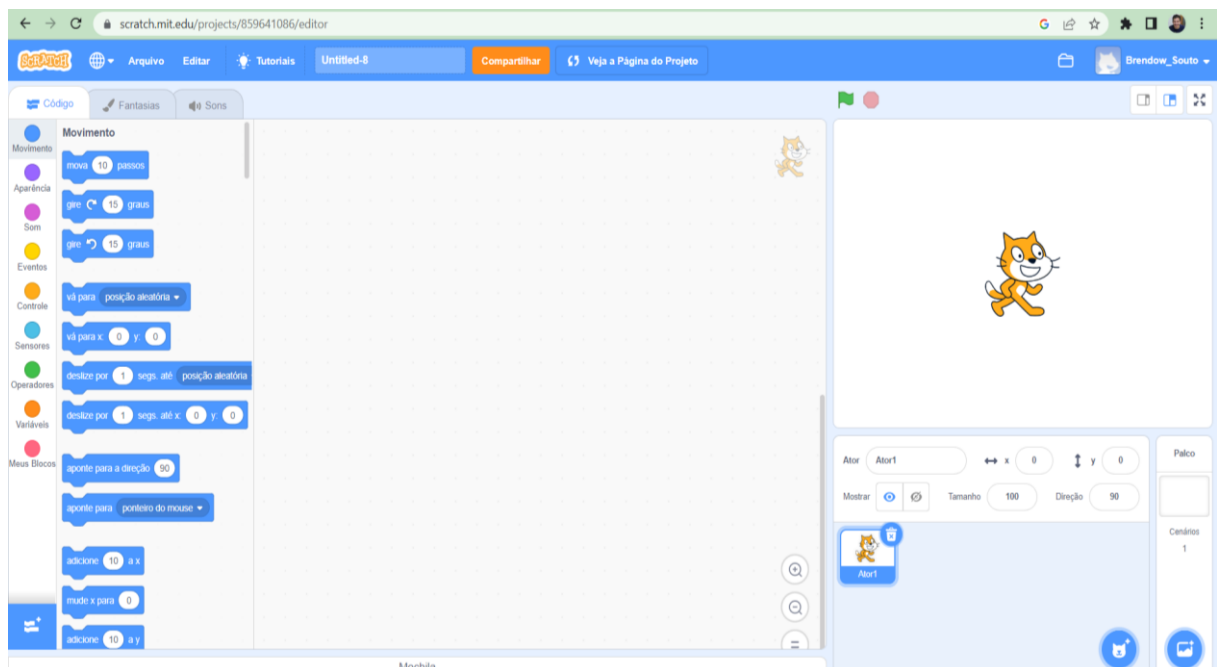 scratch.mit.edu/projects/859641086/editor
SCRATCH Arquivo Editar Tutoriais Untitled-8 Compartilhar Veja a Página do Projeto Brendow_Souto
Código Fantasias Sons
Movimento
Aparência
Som
Eventos
Controle
Sensores
Operadores
Variáveis
Meus Blocos
Movimento
mova 10 passos
gire 15 graus
gire 15 graus
vá para posição aleatória
vá para x: 0 y: 0
deslize por 1 segs. até posição aleatória
deslize por 1 segs. até x: 0 y: 0
aponte para a direção 90
aponte para ponteiro do mouse
adicione 10 a x
mude x para 0
adicione 10 a y
Mochila
Ator Ator1 x 0 y 0
Mostrar Tamanho 100 Direção 90
Ator1
Palco
Cenários
1